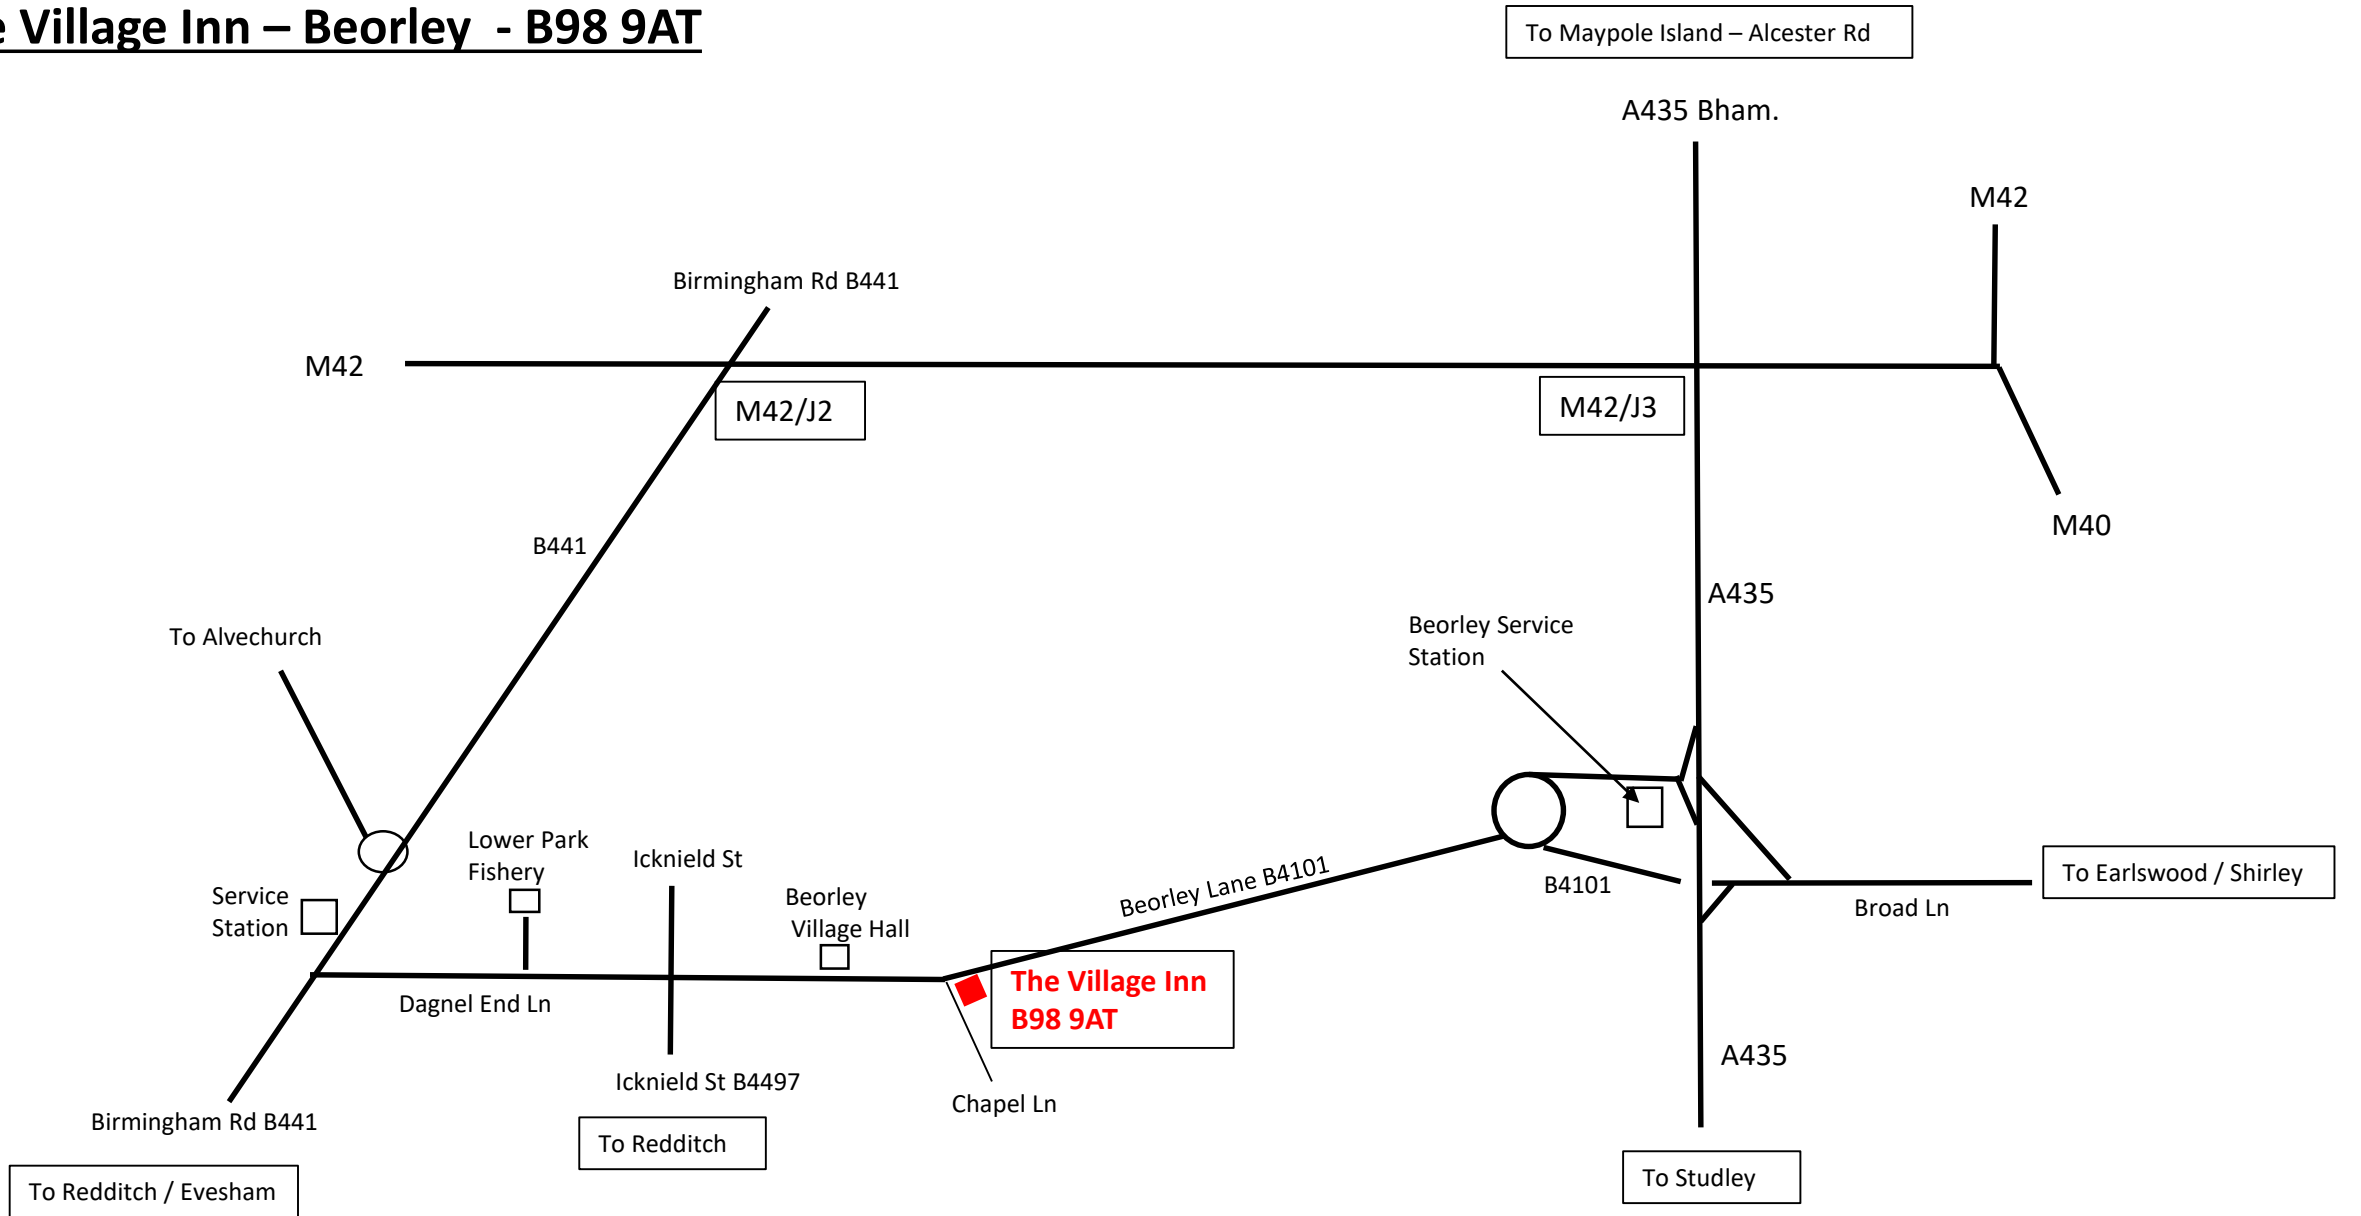 e Village Inn – Beorley - B98 9AT
To Maypole Island – Alcester Rd
A435 Bham.
M42
Birmingham Rd B441
M42
M42/J2
M42/J3
M40
B441
A435
To Alvechurch
Beorley Service
Station
Lower Park
Fishery
Icknield St
Service
Station
Beorley
Village Hall
Beorley Lane B4101
B4101
To Earlswood / Shirley
Broad Ln
The Village Inn
B98 9AT
Dagnel End Ln
A435
Icknield St B4497
Chapel Ln
Birmingham Rd B441
To Redditch
To Studley
To Redditch / Evesham